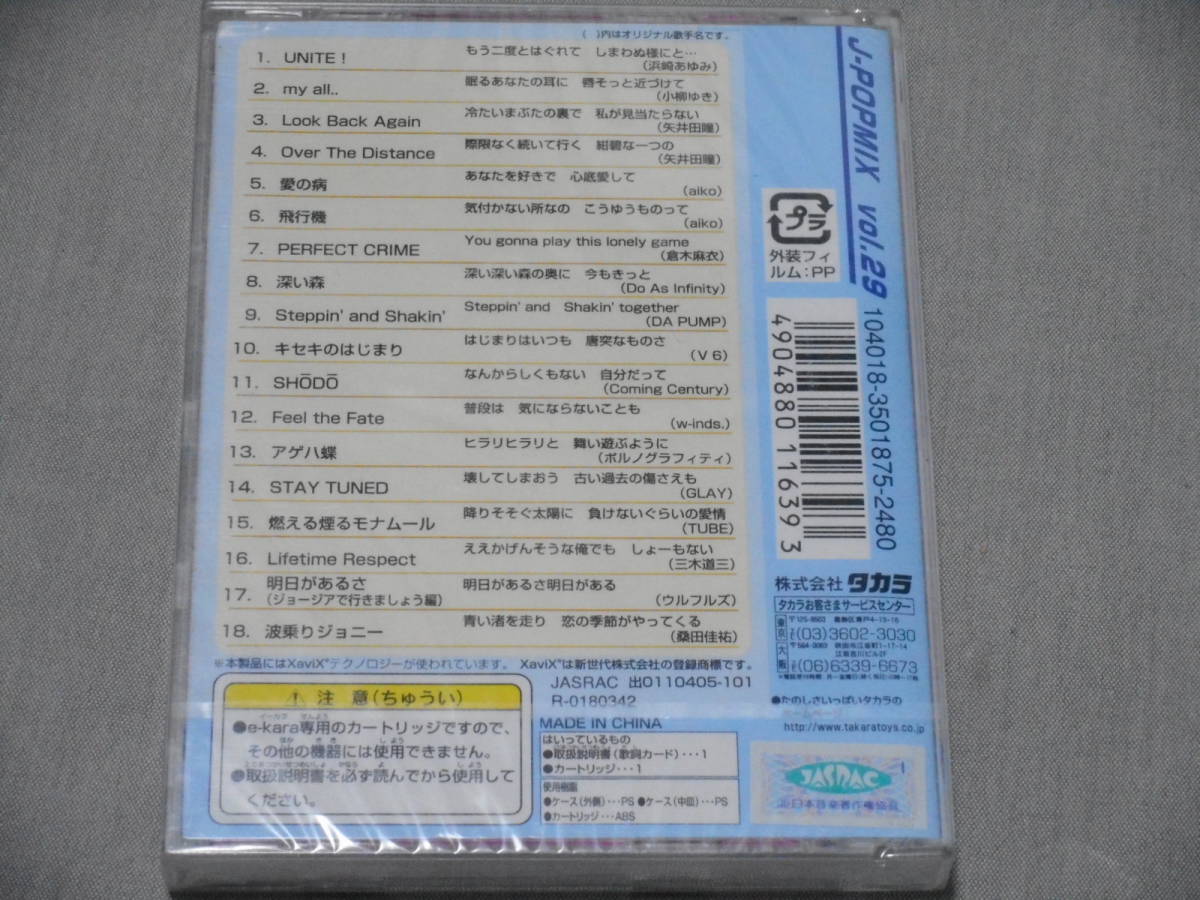 (　)内はオリジナル歌手名です。
1. UNITE！ もう二度とはぐれて しまわぬ様にと…
(浜崎あゆみ)
2. my all.. 眠るあなたの耳に 唇そっと近づけて
(小柳ゆき)
3. Look Back Again 冷たいまぶたの裏で 私が見当たらない
(矢井田瞳)
4. Over The Distance 際限なく続いて行く 紺碧な一つの
(矢井田瞳)
5. 愛の病 あなたを好きで 心底愛して
(aiko)
6. 飛行機 気付かない所なの こうゆうものって
(aiko)
7. PERFECT CRIME You gonna play this lonely game
(倉木麻衣)
8. 深い森 深い深い森の奥に 今もきっと
(Do As Infinity)
9. Steppin' and Shakin' Steppin' and Shakin' together
(DA PUMP)
10. キセキのはじまり はじまりはいつも 唐突なものさ
(V 6)
11. SHŌDŌ なんからしくもない 自分だって
(Coming Century)
12. Feel the Fate 普段は 気にならないことも
(w-inds.)
13. アゲハ蝶 ヒラリヒラリと 舞い遊ぶように
(ポルノグラフィティ)
14. STAY TUNED 壊してしまおう 古い過去の傷さえも
(GLAY)
15. 燃える煙るモナムール 降りそそぐ太陽に 負けないぐらいの愛情
(TUBE)
16. Lifetime Respect ええかげんそうな俺でも しょーもない
(三木道三)
17. 明日があるさ 明日があるさ明日がある
(ジョージアで行きましょう編) (ウルフルズ)
18. 波乗りジョニー 青い渚を走り 恋の季節がやってくる
(桑田佳祐)
※本製品にはXaviXテクノロジーが使われています。 XaviXは新世代株式会社の登録商標です。
JASRAC 出0110405-101
R-0180342
注意(ちゅうい)
●e-kara専用のカートリッジですので、
その他の機器には使用できません。
●取扱説明書を必ず読んでから使用して
ください。
MADE IN CHINA
はいっているもの
●取扱説明書(歌詞カード)･･･1
●カートリッジ･･･1
使用樹脂
●ケース(外側)･･･PS ●ケース(中皿)･･･PS
●カートリッジ･･･ABS
J-POPMIX vol.29
プラ
外装フィ
ルム：PP
104018-3501875-2480
4904880116393
株式会社 タカラ
タカラお客さまサービスセンター
東京
〒125-8503 葛飾区青戸4-19-16
(03)3602-3030
大阪
〒564-0063 吹田市江坂町1-17-14
(06)6339-6673
●たのしさいっぱいタカラの
ホームページ
http://www.takaratoys.co.jp
JASRAC